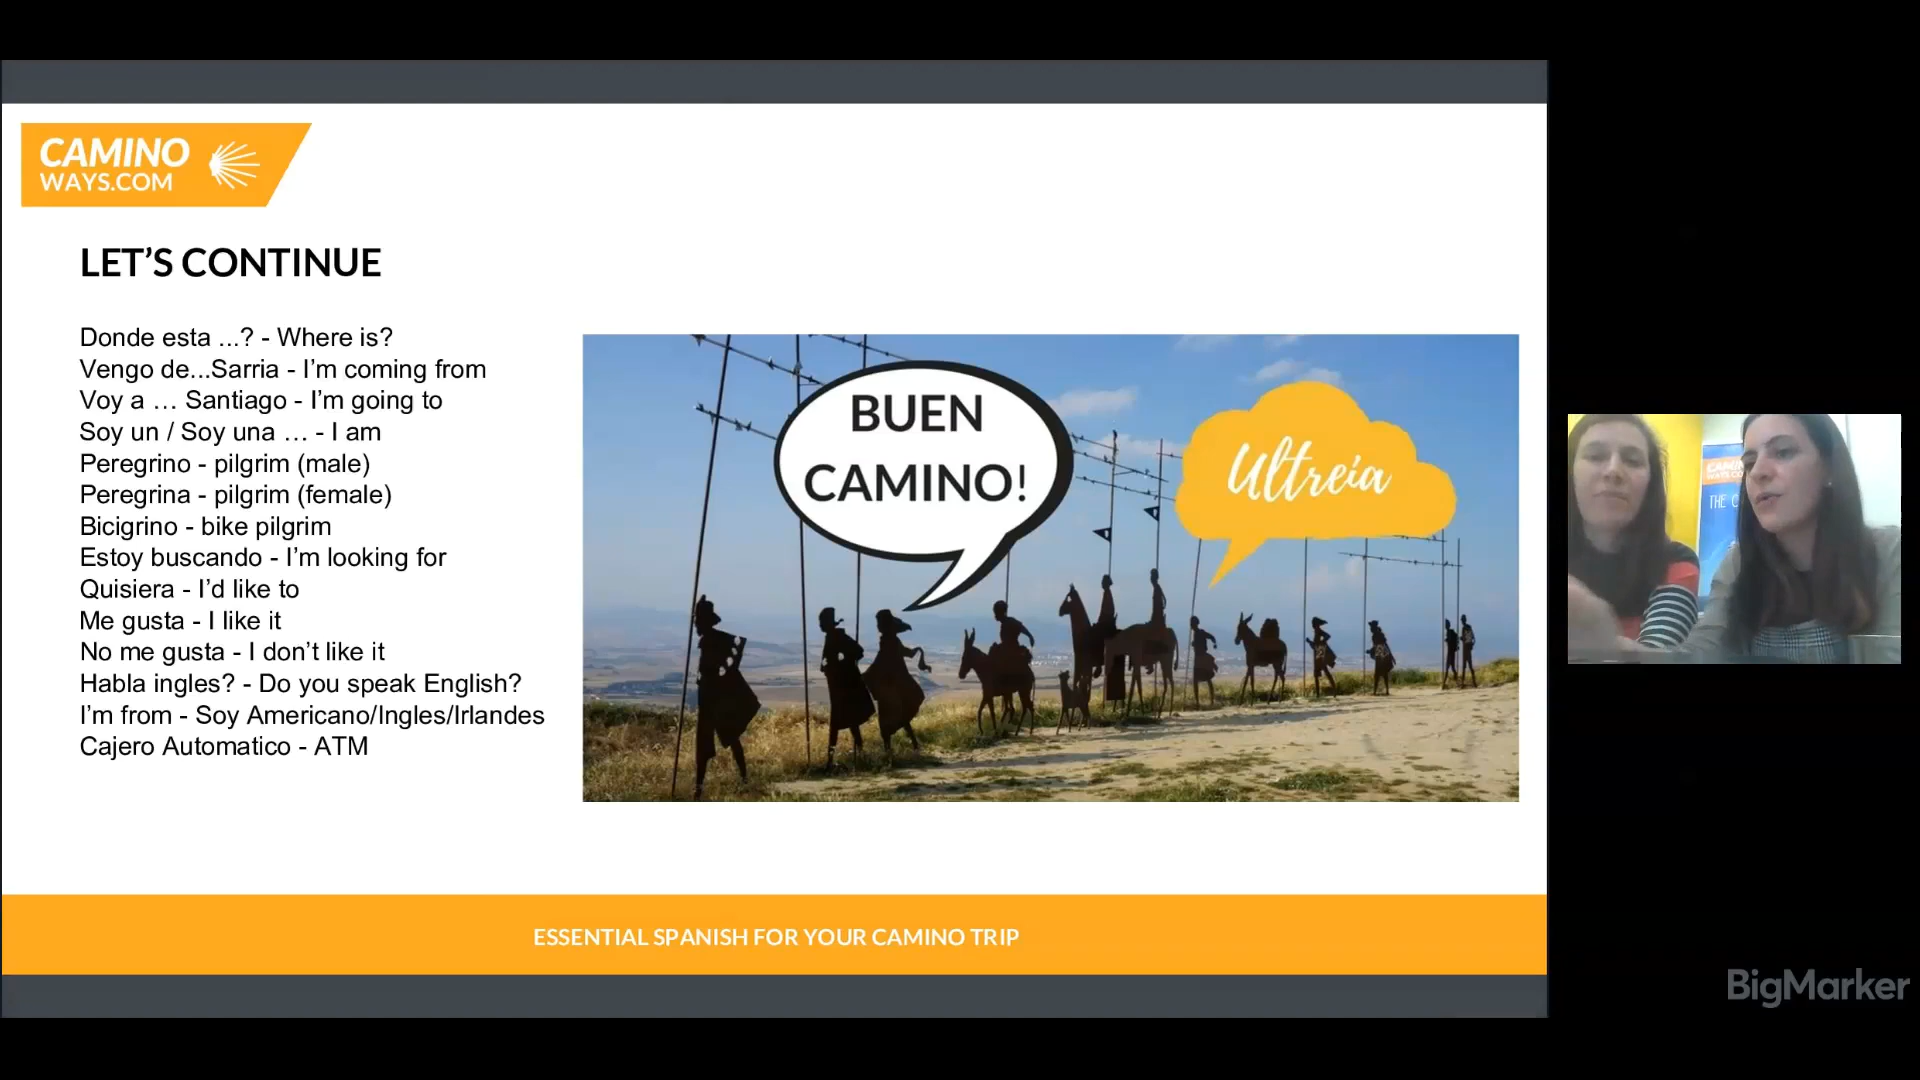 CAMINO
WAYS.COM
LET’S CONTINUE
Donde esta ...? - Where is?
Vengo de...Sarria - I’m coming from
Voy a … Santiago - I’m going to
Soy un / Soy una … - I am
Peregrino - pilgrim (male)
Peregrina - pilgrim (female)
Bicigrino - bike pilgrim
Estoy buscando - I’m looking for
Quisiera - I’d like to
Me gusta - I like it
No me gusta - I don’t like it
Habla ingles? - Do you speak English?
I’m from - Soy Americano/Ingles/Irlandes
Cajero Automatico - ATM
BUEN
CAMINO!
Ultreia
ESSENTIAL SPANISH FOR YOUR CAMINO TRIP
THE
BigMarker